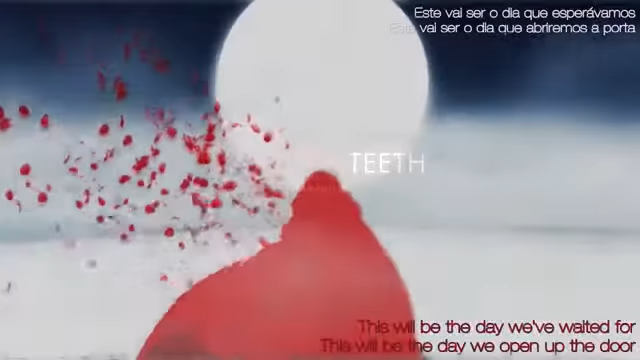 Este vai ser o dia que esperávamos
Este vai ser o dia que abriremos a porta
TEETH
This will be the day we've waited for
This will be the day we open up the door